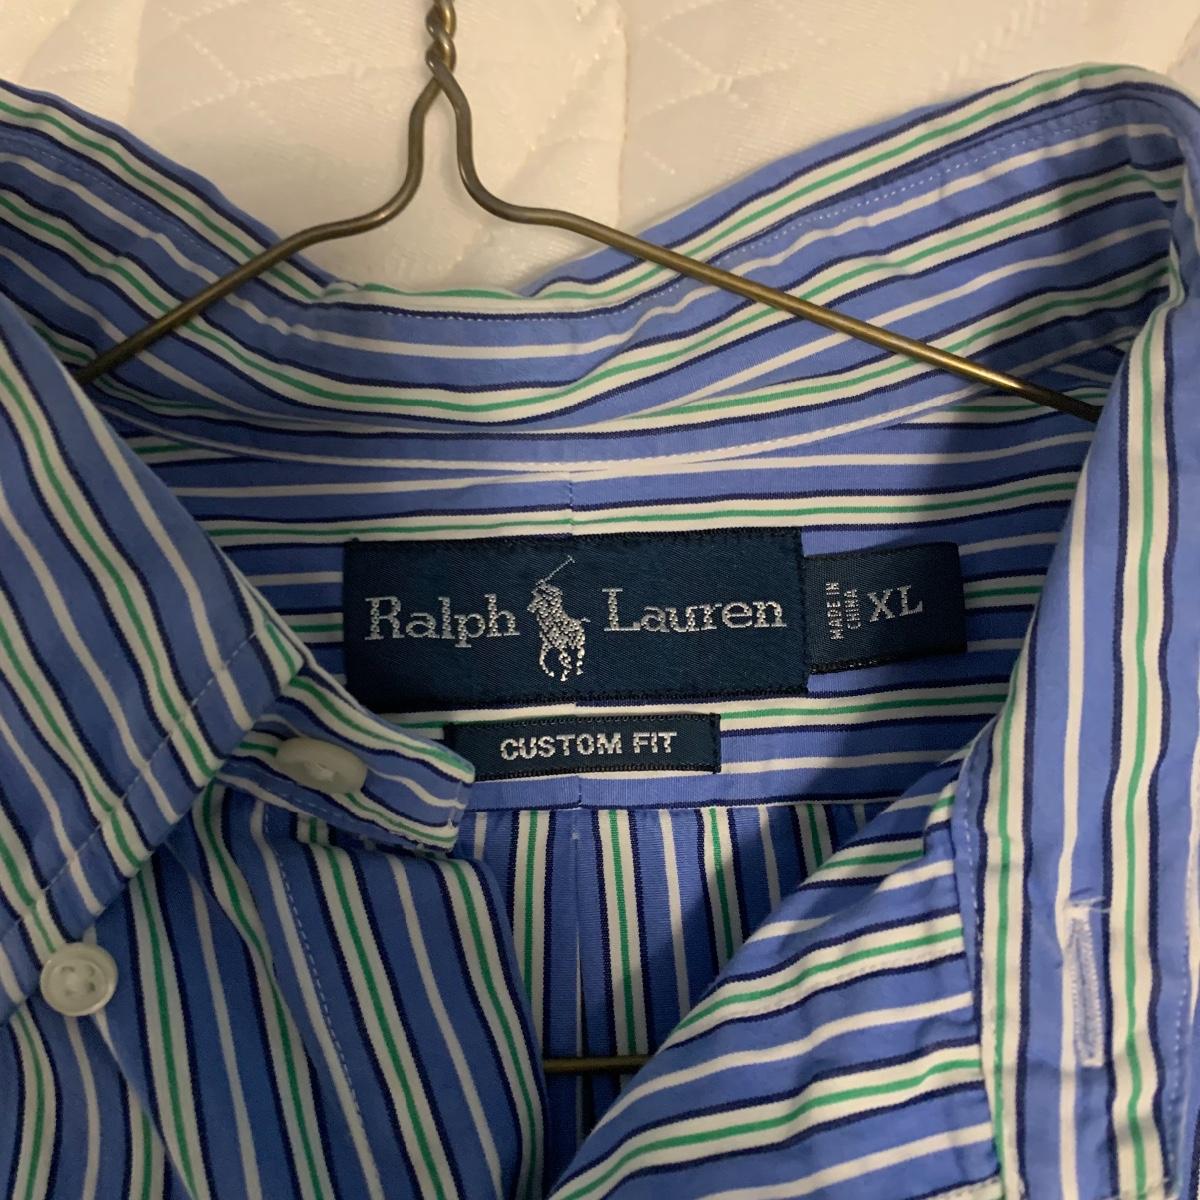 Ralph Lauren
MADE IN
CHINA
XL
CUSTOM FIT